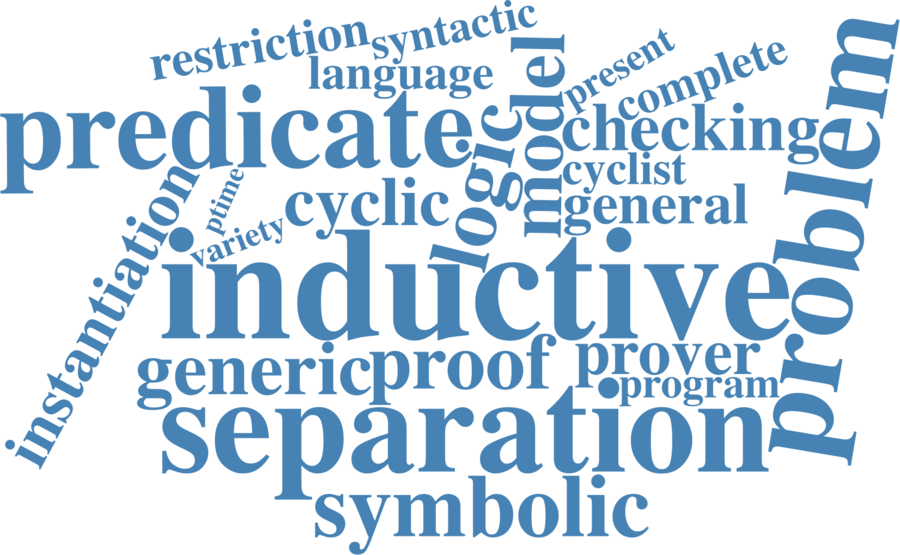 restriction
syntactic
language
model
present
complete
problem
predicate
logic
checking
cyclist
instantiation
ptime
variety
cyclic
general
inductive
generic
proof
prover
program
separation
symbolic